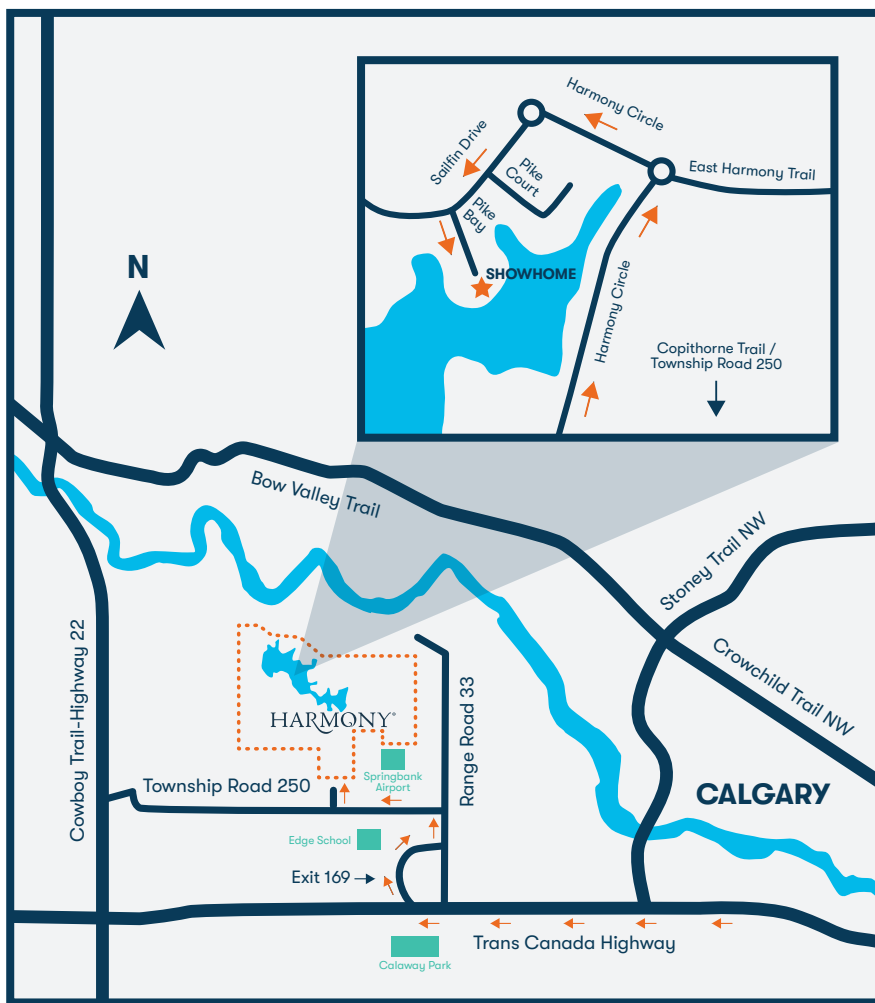 Harmony Circle
Sailfin Drive
Pike
Court
East Harmony Trail
Pike
Bay
N
SHOWHOME
Harmony Circle
Copithorne Trail /
Township Road 250
Bow Valley Trail
Stoney Trail NW
Crowchild Trail NW
Cowboy Trail-Highway 22
HARMONY®
Range Road 33
Springbank
Airport
Township Road 250
CALGARY
Edge School
Exit 169
Trans Canada Highway
Calaway Park